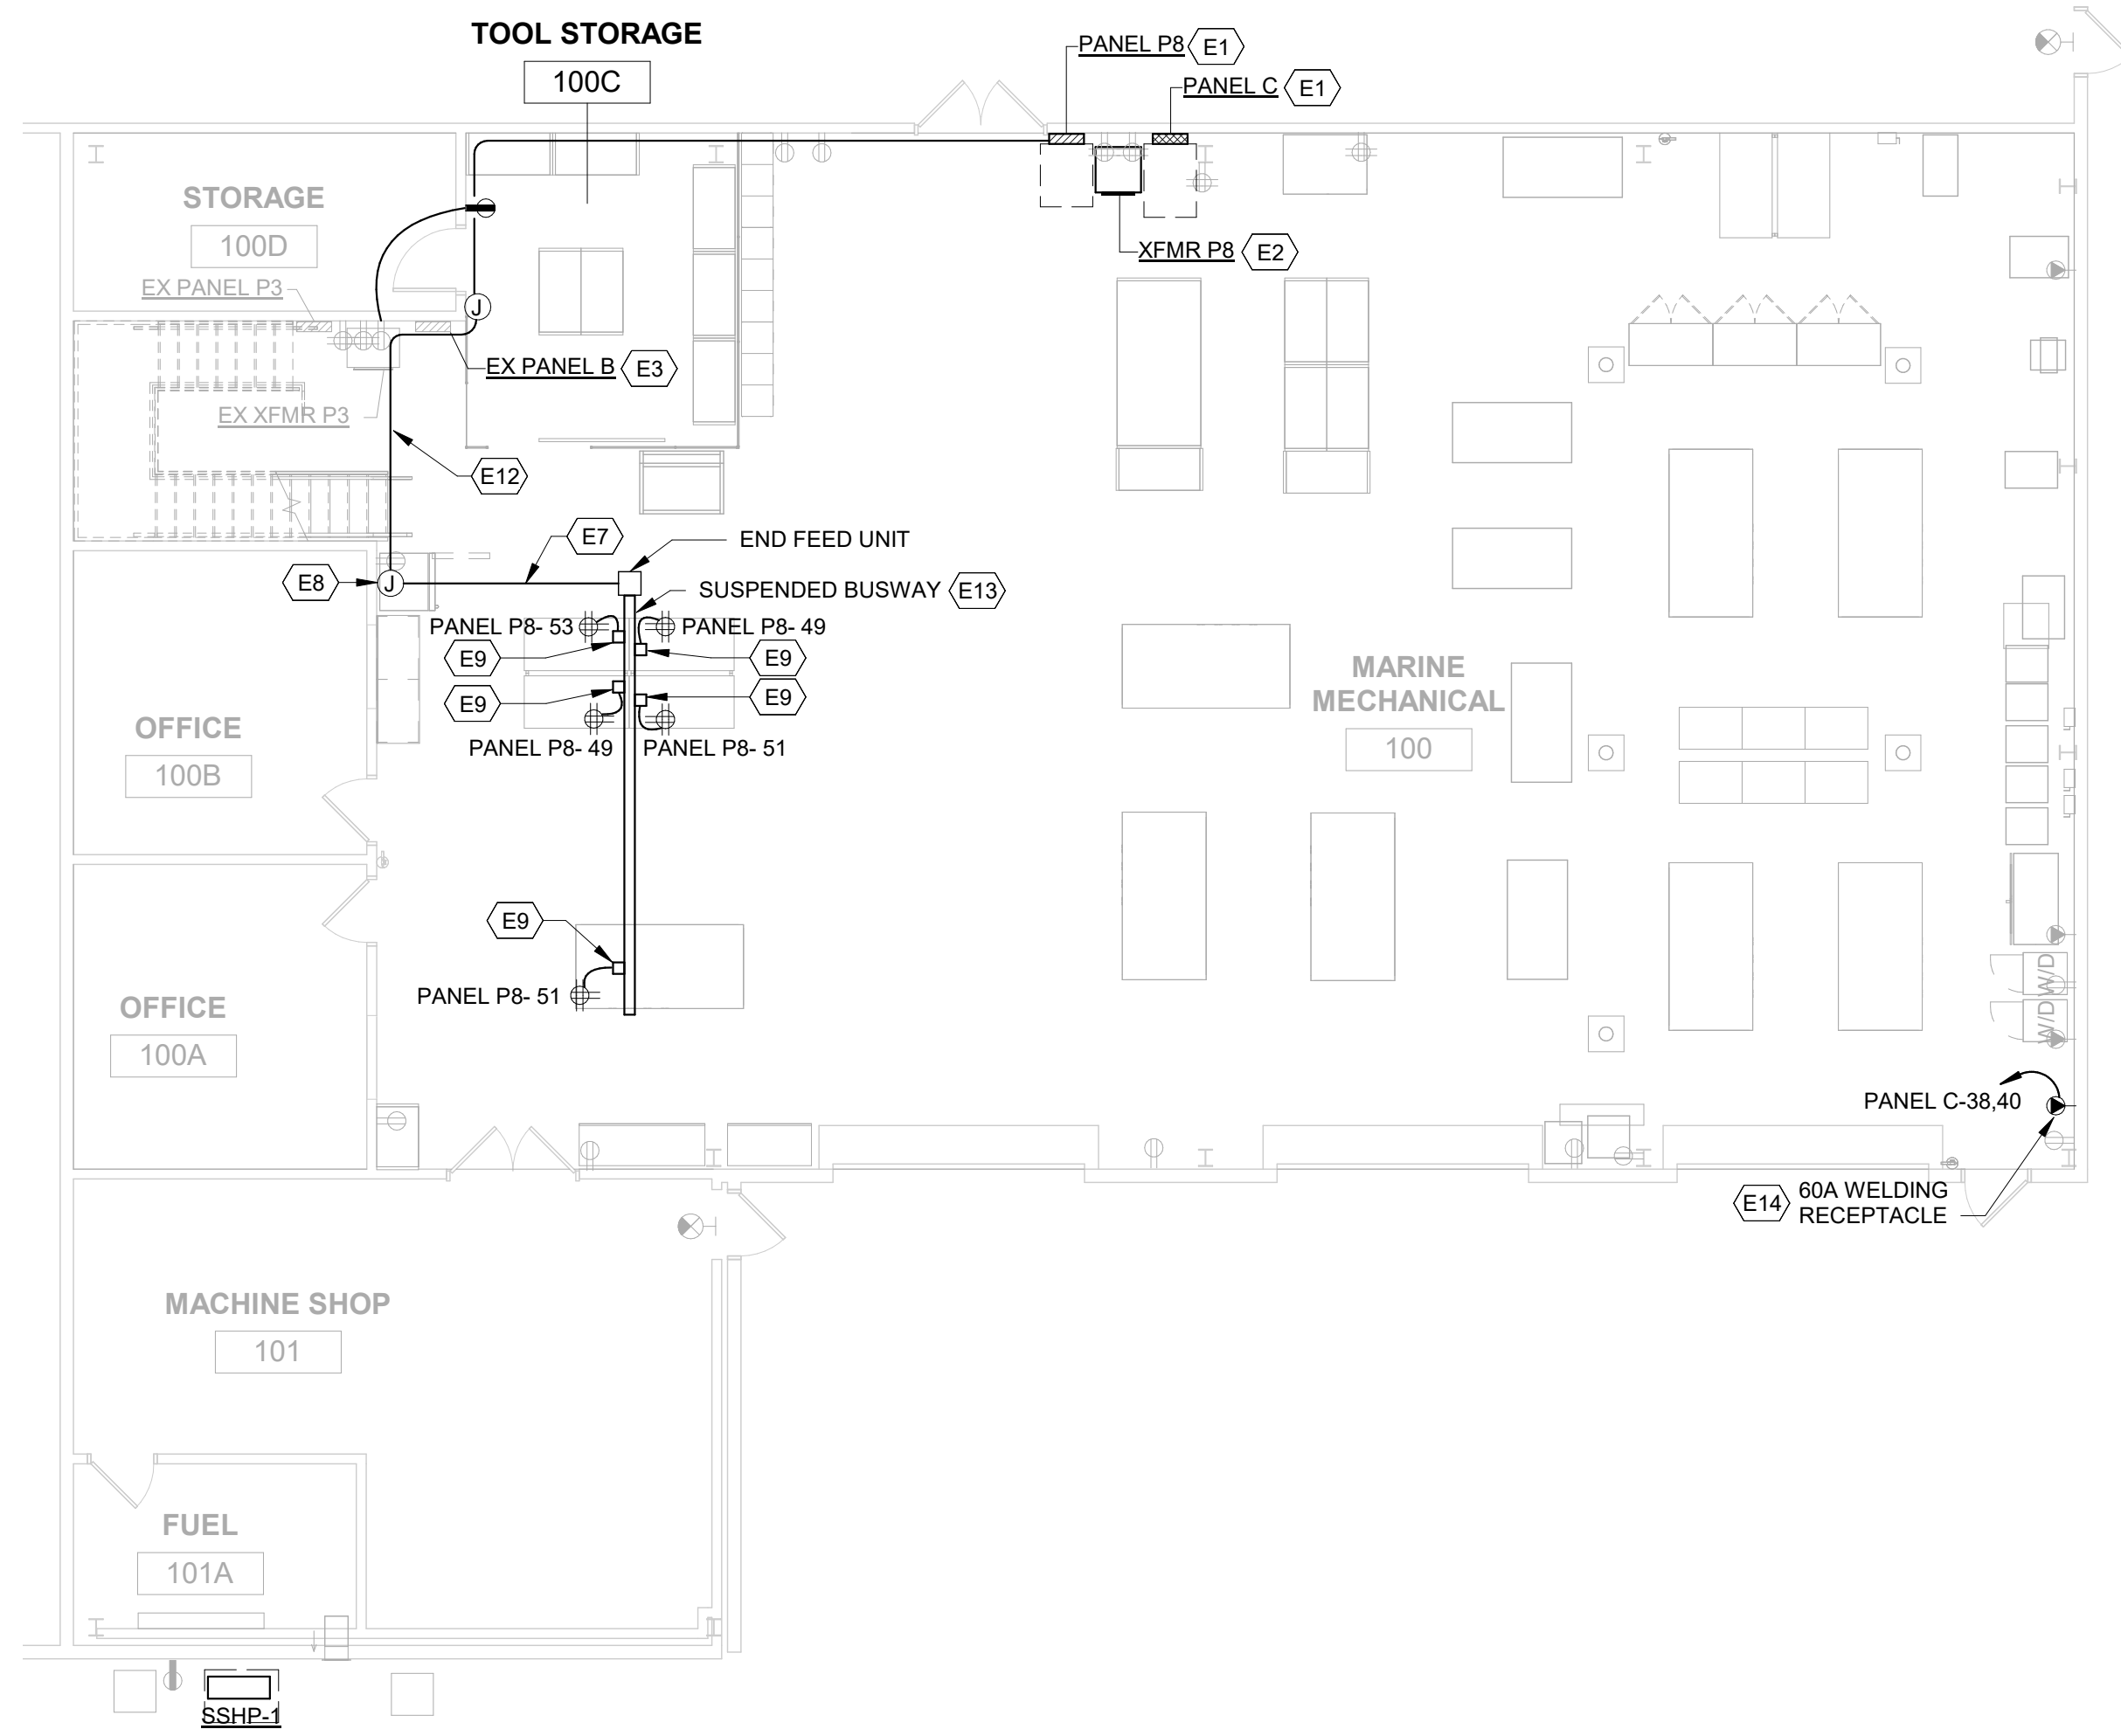 TOOL STORAGE
100C
PANEL P8 E1
PANEL C E1
STORAGE
100D
EX PANEL P3
XFMR P8 E2
EX PANEL B E3
EX XFMR P3
J
E12
E7
END FEED UNIT
E8
J
SUSPENDED BUSWAY E13
PANEL P8- 53
PANEL P8- 49
E9
E9
E9
E9
PANEL P8- 49
PANEL P8- 51
MARINE
MECHANICAL
100
OFFICE
100B
E9
PANEL P8- 51
OFFICE
100A
W/D
W/D
PANEL C-38,40
E14
60A WELDING
RECEPTACLE
MACHINE SHOP
101
FUEL
101A
SSHP-1